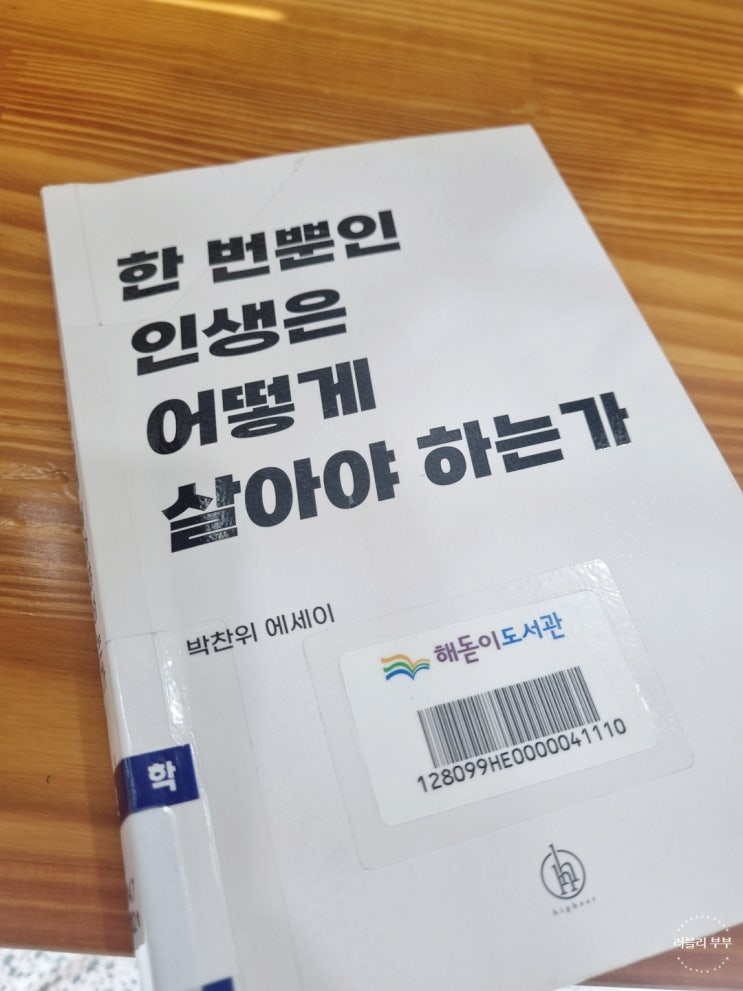 한 번뿐인
인생은
어떻게
살아야 하는가
박찬위 에세이
해돋이도서관
128099HE0000041110
학
highest
러블리 부부